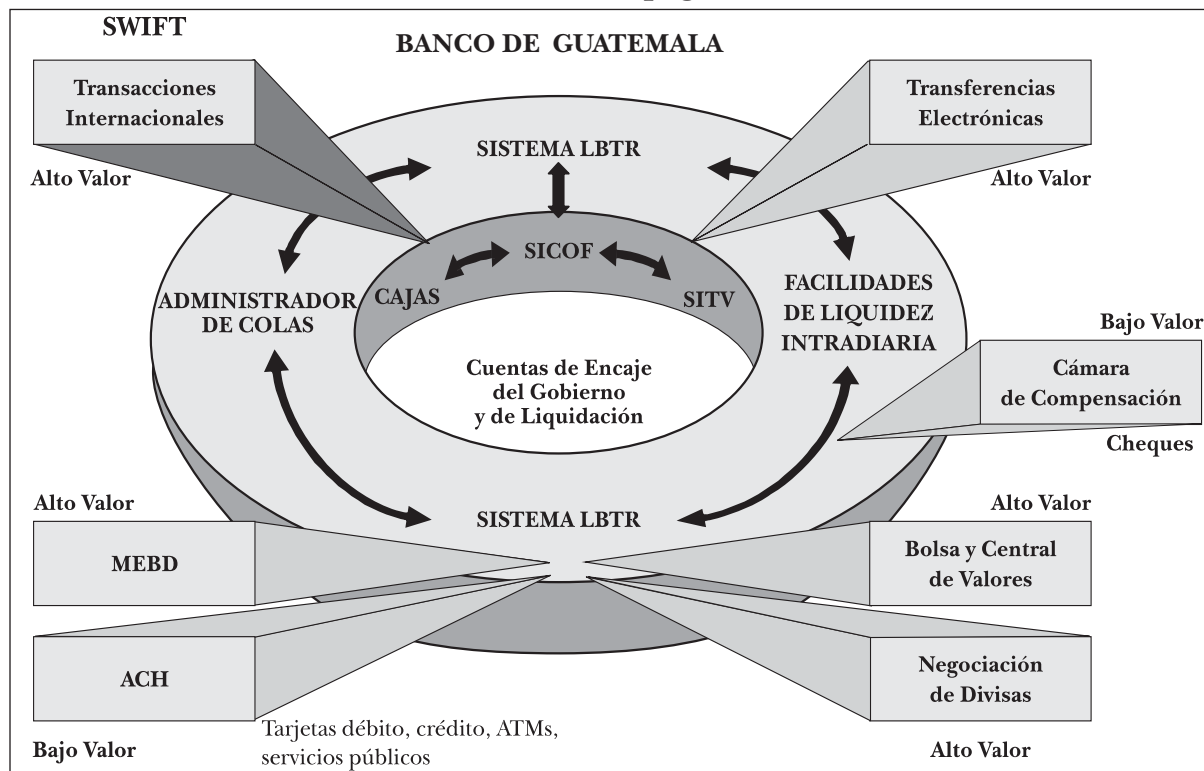 SWIFT
BANCO DE GUATEMALA
Transacciones
Internacionales
Alto Valor
Transferencias
Electrónicas
Alto Valor
SISTEMA LBTR
SICOF
CAJAS
SITV
ADMINISTRADOR
DE COLAS
FACILIDADES
DE LIQUIDEZ
INTRADIARIA
Cuentas de Encaje
del Gobierno
y de Liquidación
Bajo Valor
Cámara
de Compensación
Cheques
SISTEMA LBTR
Alto Valor
MEBD
Alto Valor
Bolsa y Central
de Valores
ACH
Bajo Valor
Tarjetas débito, crédito, ATMs,
servicios públicos
Negociación
de Divisas
Alto Valor